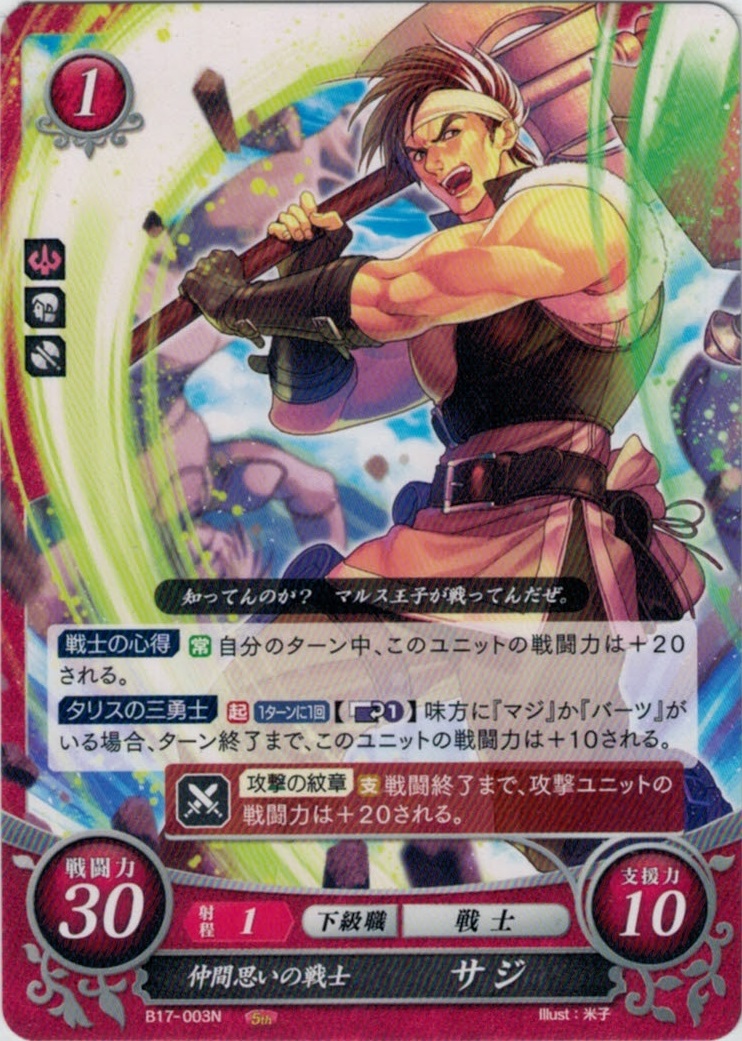 1
知ってんのか？　マルス王子が戦ってんだぜ。
戦士の心得 常 自分のターン中、このユニットの戦闘力は＋20
される。
タリスの三勇士 起 1ターンに1回【1】味方に『マジ』か『バーツ』が
いる場合、ターン終了まで、このユニットの戦闘力は＋10される。
攻撃の紋章 支 戦闘終了まで、攻撃ユニットの
戦闘力は＋20される。
戦闘力
30
射程 1 下級職 戦士
支援力
10
仲間思いの戦士 サジ
B17-003N 5th Illust：米子